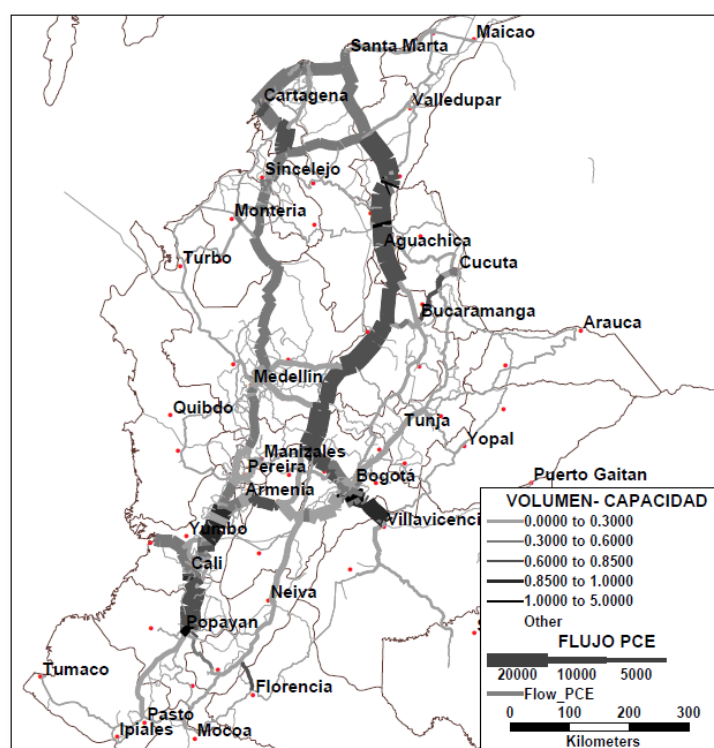 Santa Marta
Maicao
Cartagena
Valledupar
Sincelejo
Monteria
Aguachica
Turbo
Cucuta
Bucaramanga
Arauca
Medellin
Quibdo
Tunja
Manizales
Yopal
Pereira
Bogotá
Puerto Gaitan
Armenia
Villavicenci
Yumbo
Cali
Neiva
Popayan
Tumaco
Florencia
Pasto
Ipiales
Mocoa
S
VOLUMEN- CAPACIDAD
0.0000 to 0.3000
0.3000 to 0.6000
0.6000 to 0.8500
0.8500 to 1.0000
1.0000 to 5.0000
Other
FLUJO PCE
20000 10000 5000
Flow_PCE
0 100 200 300
Kilometers